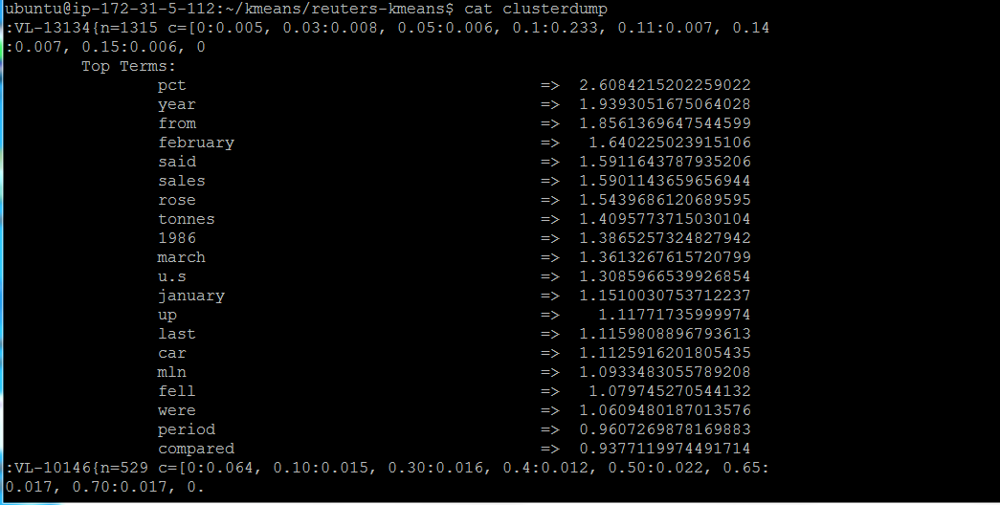 ubuntu@ip-172-31-5-112:~/kmeans/reuters-kmeans$ cat clusterdump
:VL-13134{n=1315 c=[0:0.005, 0.03:0.008, 0.05:0.006, 0.1:0.233, 0.11:0.007, 0.14
:0.007, 0.15:0.006, 0
Top Terms:
pct => 2.6084215202259022
year => 1.9393051675064028
from => 1.8561369647544599
february => 1.640225023915106
said => 1.5911643787935206
sales => 1.5901143659656944
rose => 1.5439686120689595
tonnes => 1.4095773715030104
1986 => 1.3865257324827942
march => 1.3613267615720799
u.s => 1.3085966539926854
january => 1.1510030753712237
up => 1.11771735999974
last => 1.1159808896793613
car => 1.1125916201805435
mln => 1.0933483055789208
fell => 1.079745270544132
were => 1.0609480187013576
period => 0.9607269878169883
compared => 0.9377119974491714
:VL-10146{n=529 c=[0:0.064, 0.10:0.015, 0.30:0.016, 0.4:0.012, 0.50:0.022, 0.65:
0.017, 0.70:0.017, 0.